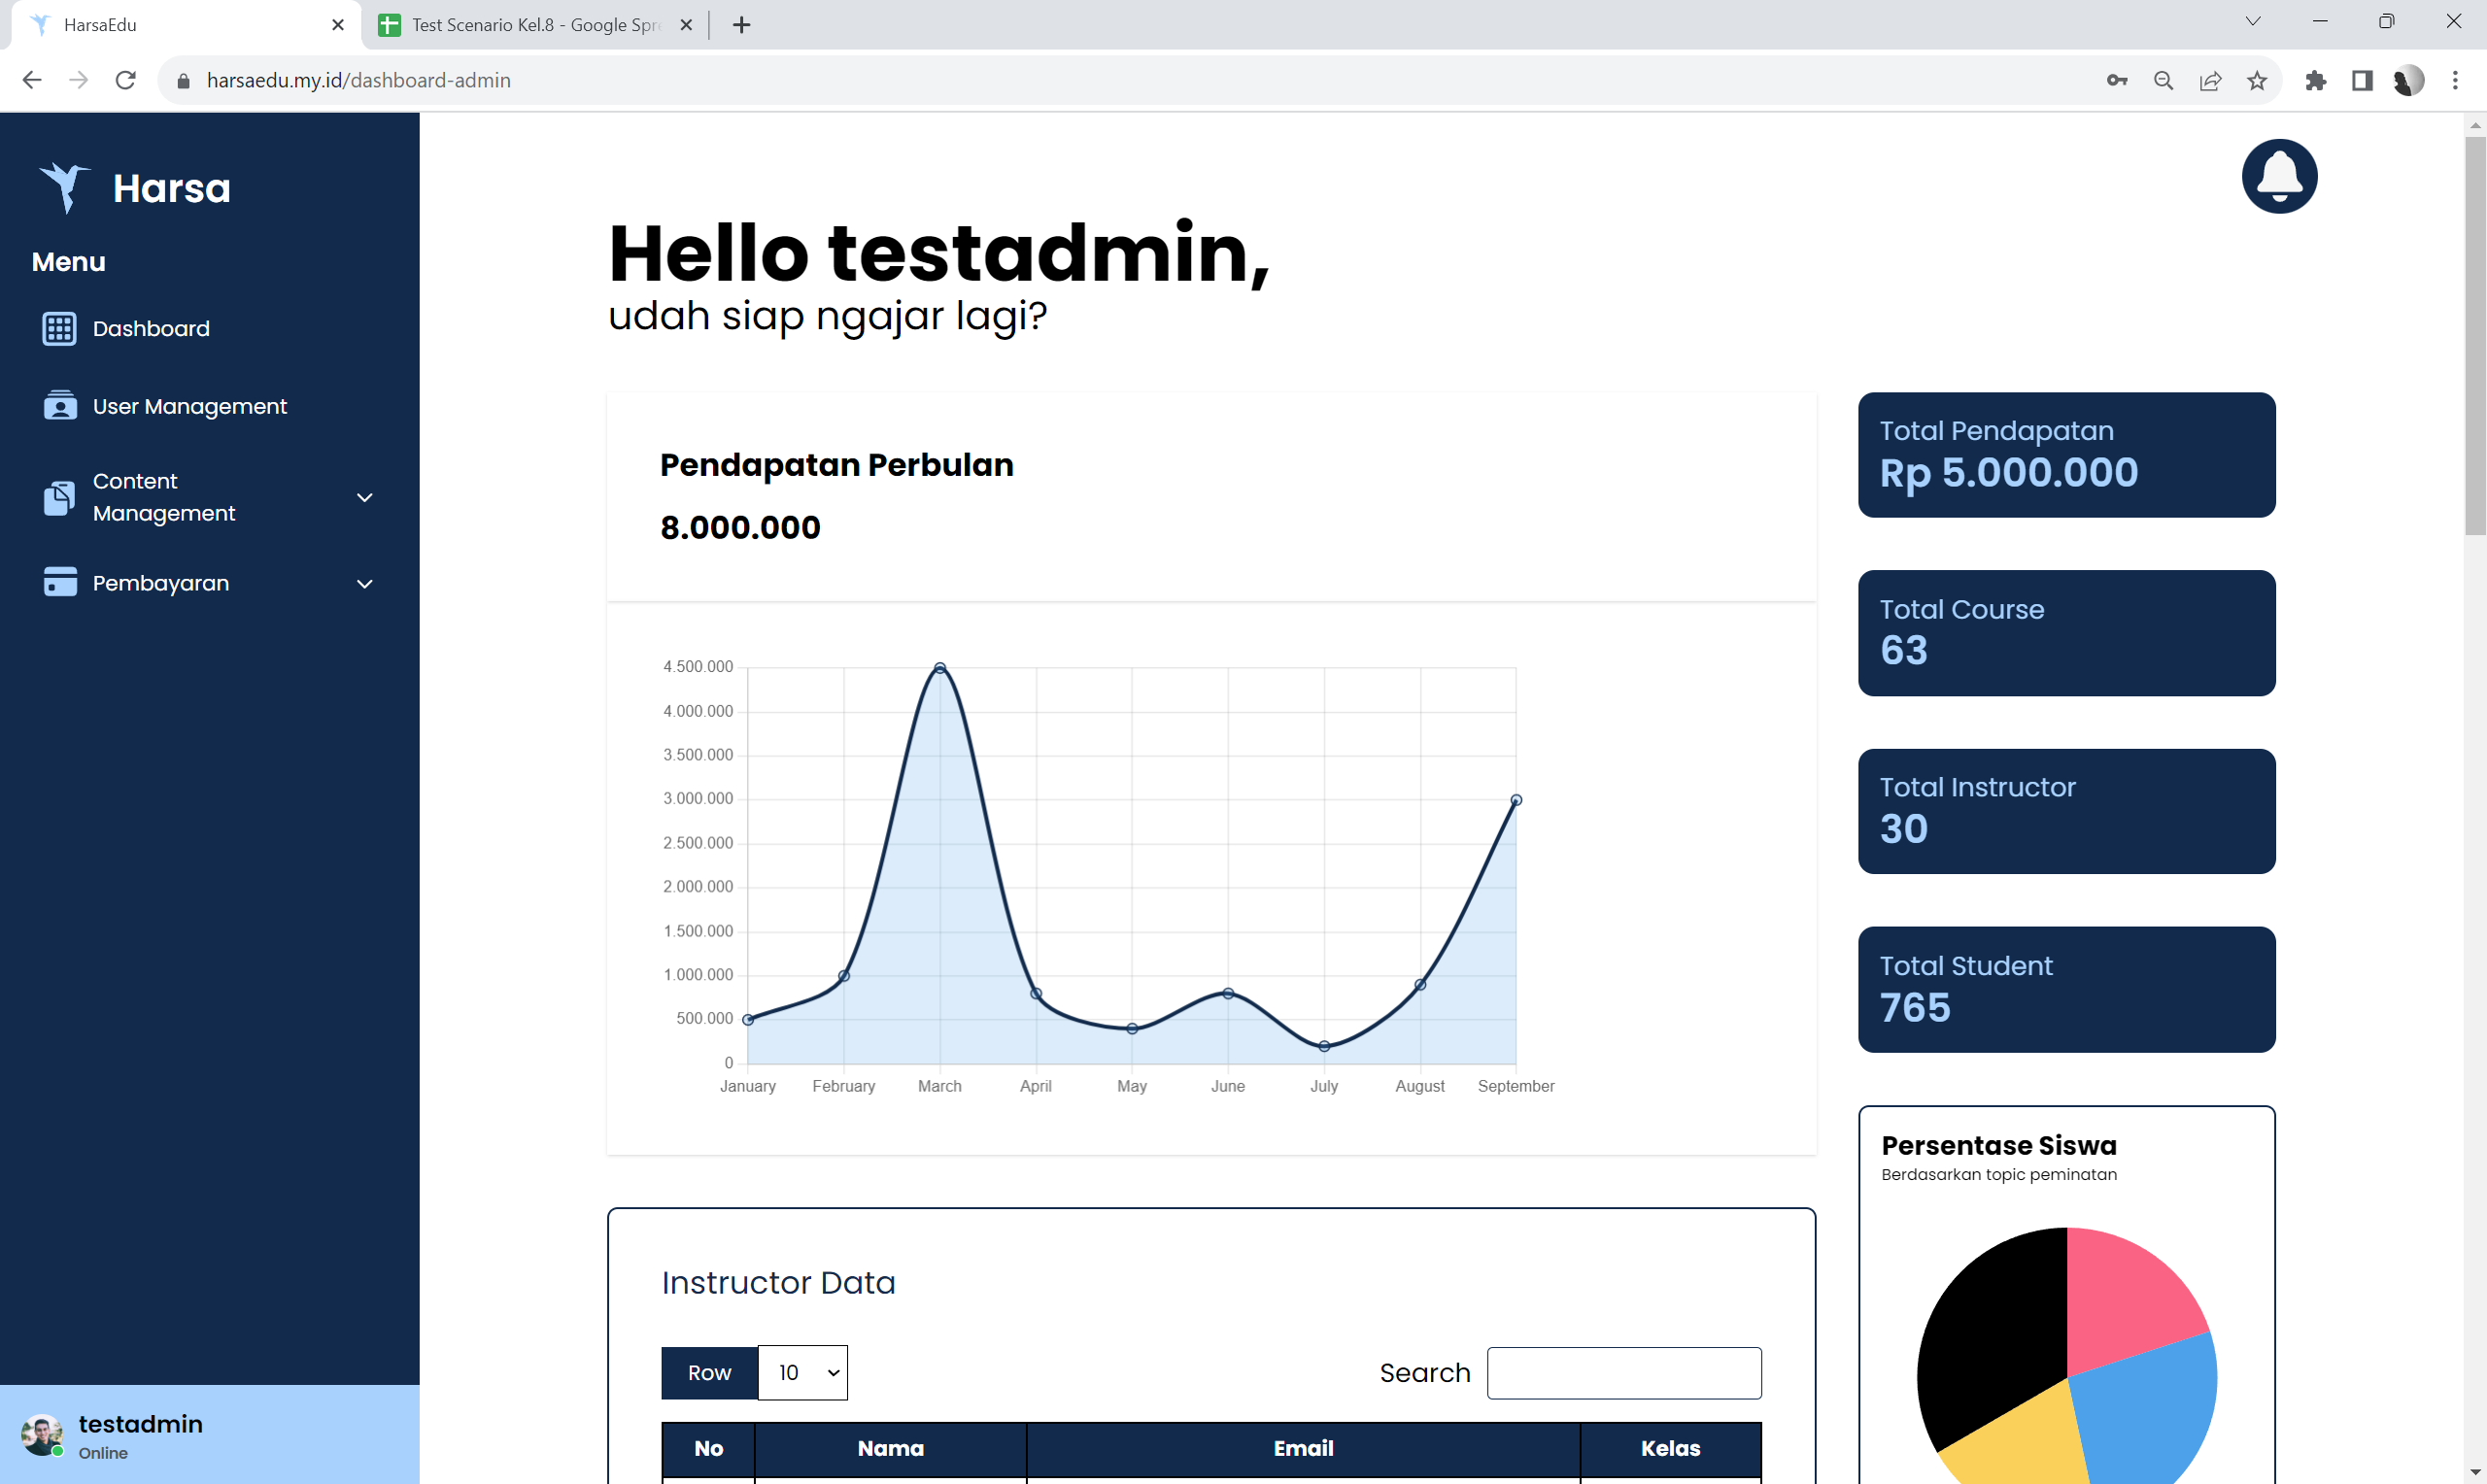 HarsaEdu
Test Scenario Kel.8 - Google Spre
harsaedu.my.id/dashboard-admin
Harsa
Menu
Dashboard
User Management
Content
Management
Pembayaran
testadmin
Online
Hello testadmin,
udah siap ngajar lagi?
Pendapatan Perbulan
8.000.000
4.500.000
4.000.000
3.500.000
3.000.000
2.500.000
2.000.000
1.500.000
1.000.000
500.000
0
January February March April May June July August September
Total Pendapatan
Rp 5.000.000
Total Course
63
Total Instructor
30
Total Student
765
Persentase Siswa
Berdasarkan topic peminatan
Instructor Data
Row 10 Search
No Nama Email Kelas